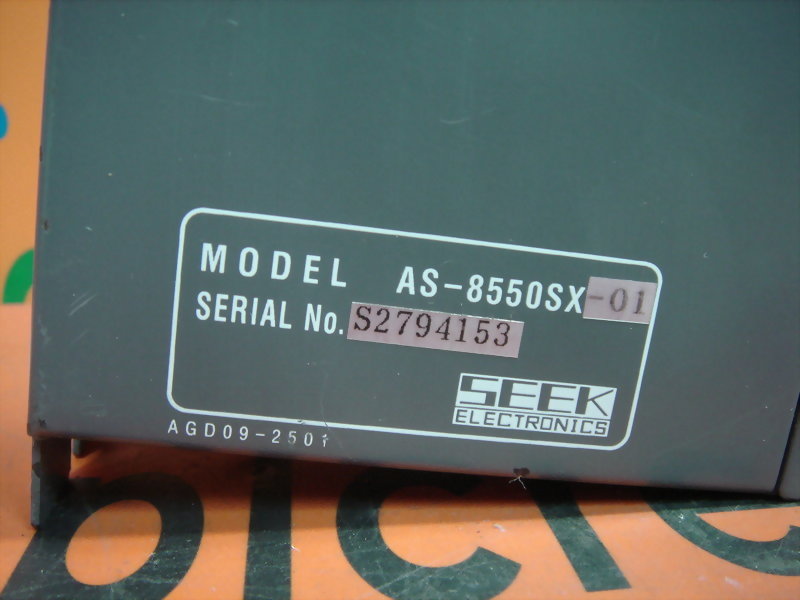 MODEL AS-8550SX-01
SERIAL No. S2794153
SEEK
ELECTRONICS
AGD09-2501